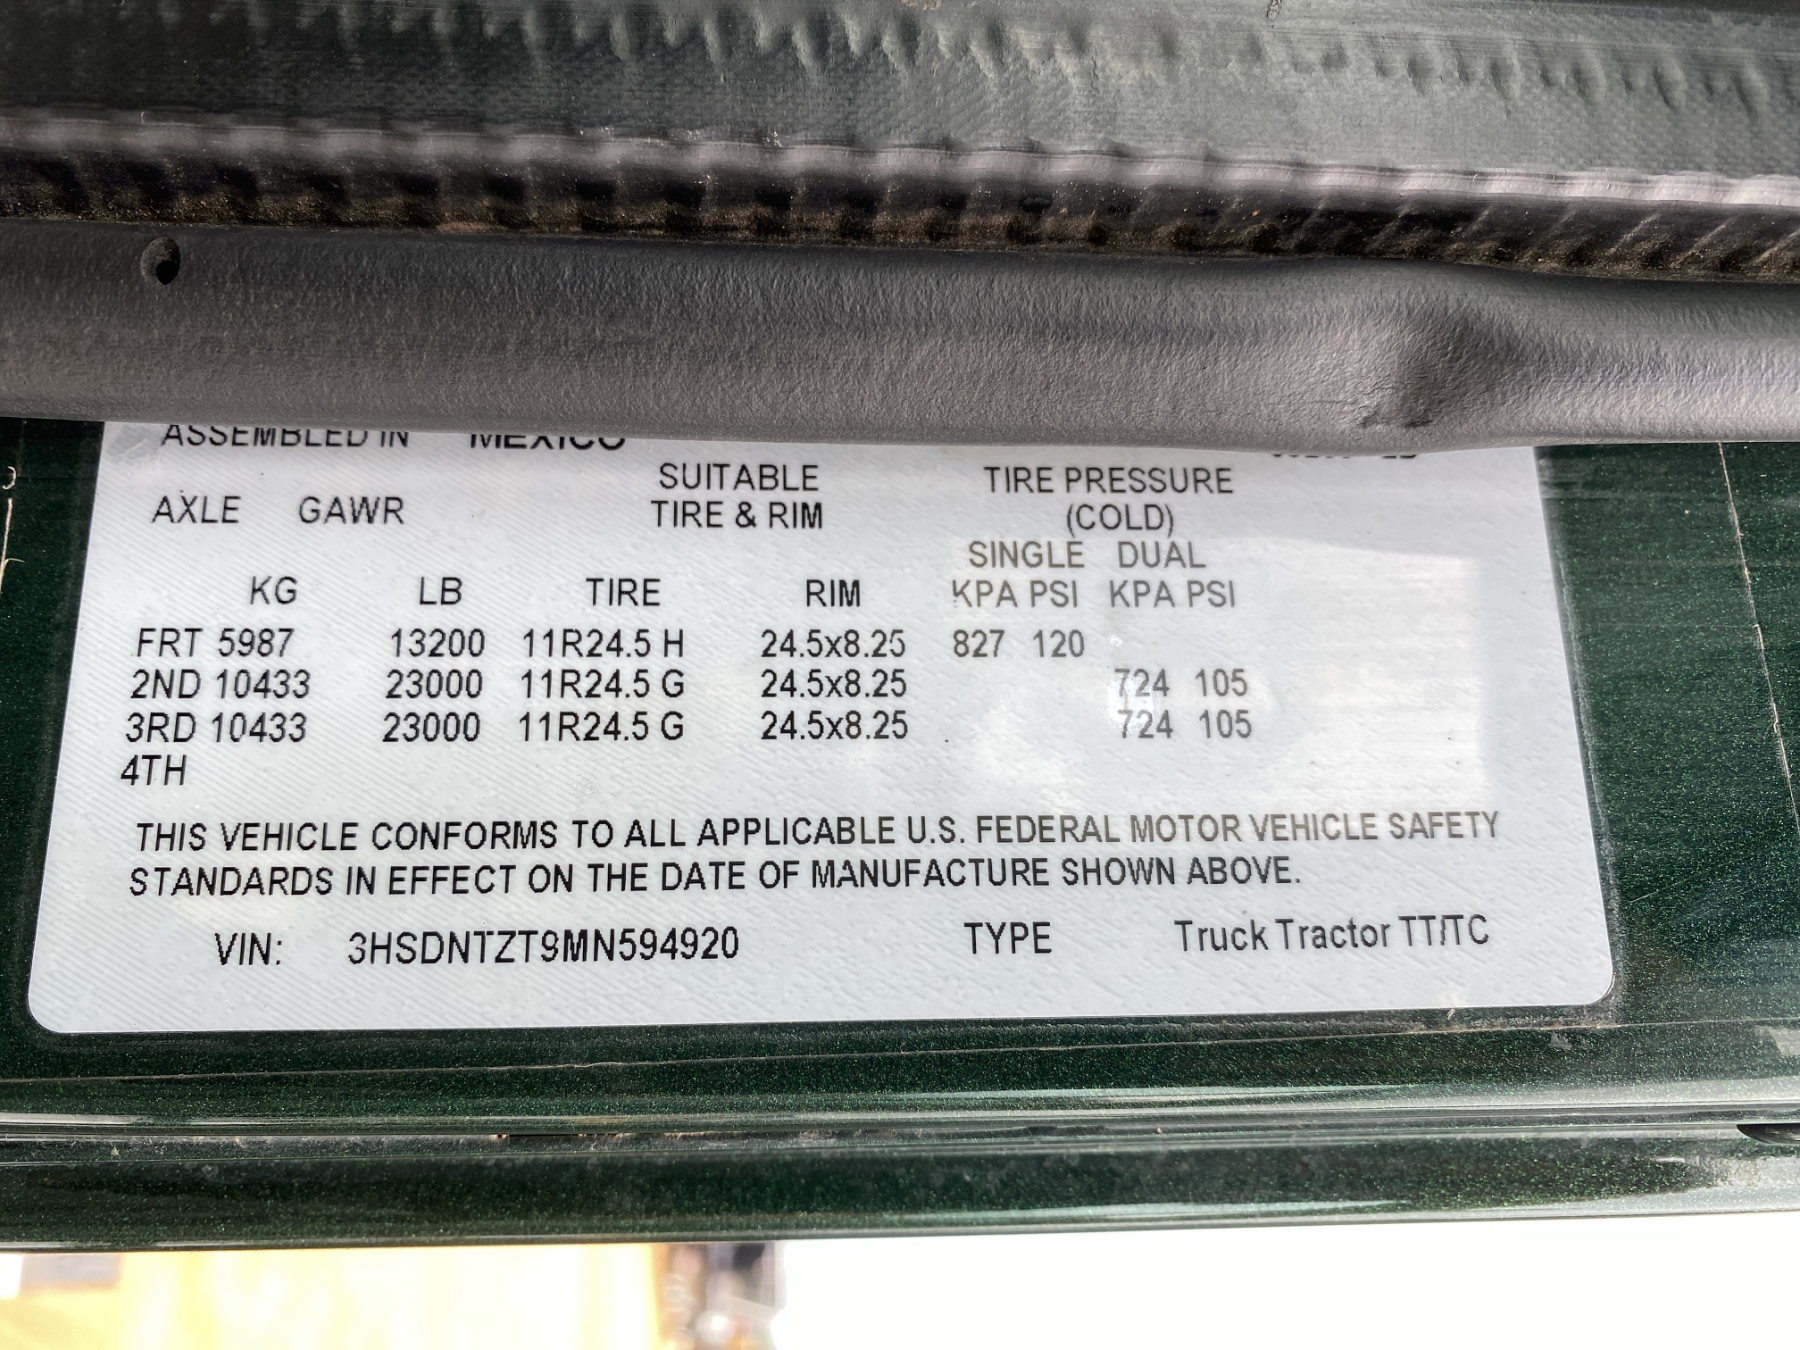 ASSEMBLED IN MEXICO
SUITABLE TIRE PRESSURE
AXLE GAWR TIRE & RIM (COLD)
SINGLE DUAL
KG LB TIRE RIM KPA PSI KPA PSI
FRT 5987 13200 11R24.5 H 24.5x8.25 827 120
2ND 10433 23000 11R24.5 G 24.5x8.25 724 105
3RD 10433 23000 11R24.5 G 24.5x8.25 724 105
4TH
THIS VEHICLE CONFORMS TO ALL APPLICABLE U.S. FEDERAL MOTOR VEHICLE SAFETY
STANDARDS IN EFFECT ON THE DATE OF MANUFACTURE SHOWN ABOVE.
VIN: 3HSDNTZT9MN594920 TYPE Truck Tractor TT/TC